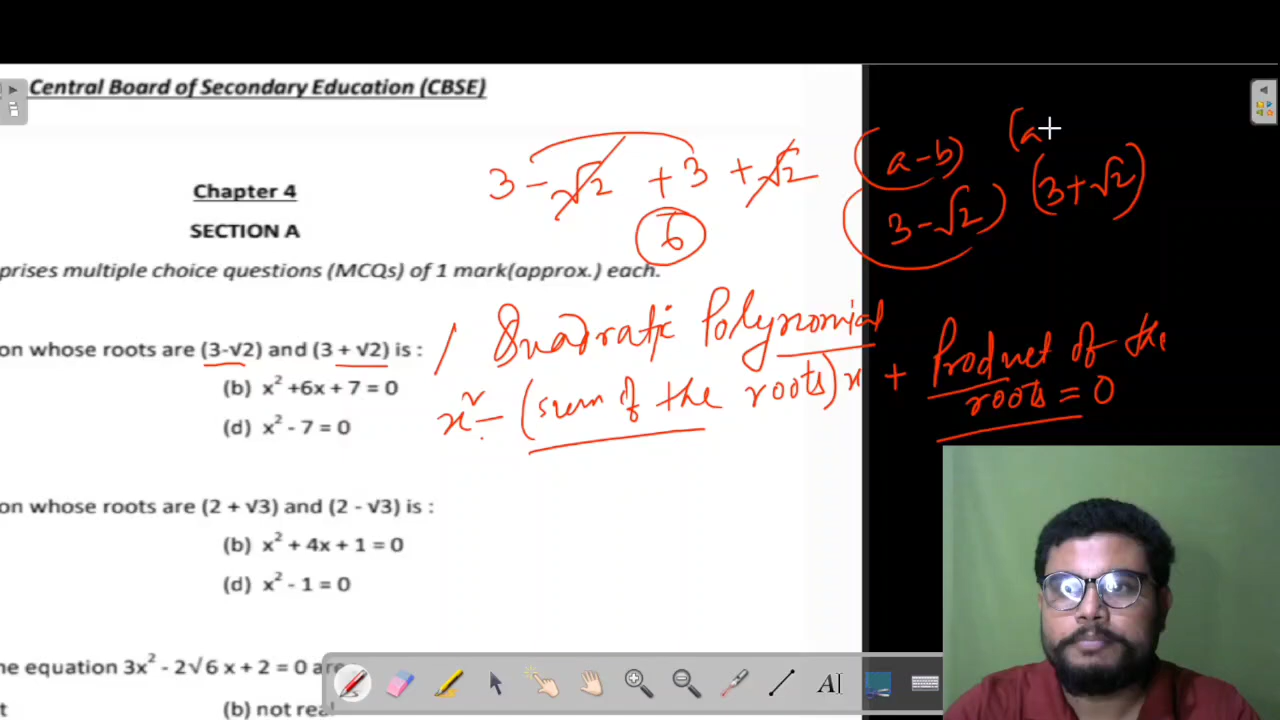 Central Board of Secondary Education (CBSE)
Chapter 4
SECTION A
prises multiple choice questions (MCQs) of 1 mark(approx.) each.
3 - √2 + 3 + √2
6
(a-b) (a
(3-√2) (3+√2)
on whose roots are (3-√2) and (3 + √2) is :
(b) x² +6x + 7 = 0
(d) x² - 7 = 0
Quadratic Polynomial
x² - (sum of the roots)x + Product of the
roots = 0
on whose roots are (2 + √3) and (2 - √3) is :
(b) x² + 4x + 1 = 0
(d) x² - 1 = 0
ne equation 3x² - 2√6 x + 2 = 0 are
t (b) not real
AI